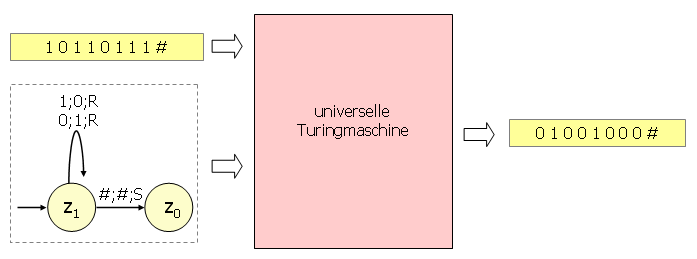 1 0 1 1 0 1 1 1 #
1;0;R
0;1;R
#;#;S
z1
z0
universelle
Turingmaschine
0 1 0 0 1 0 0 0 #